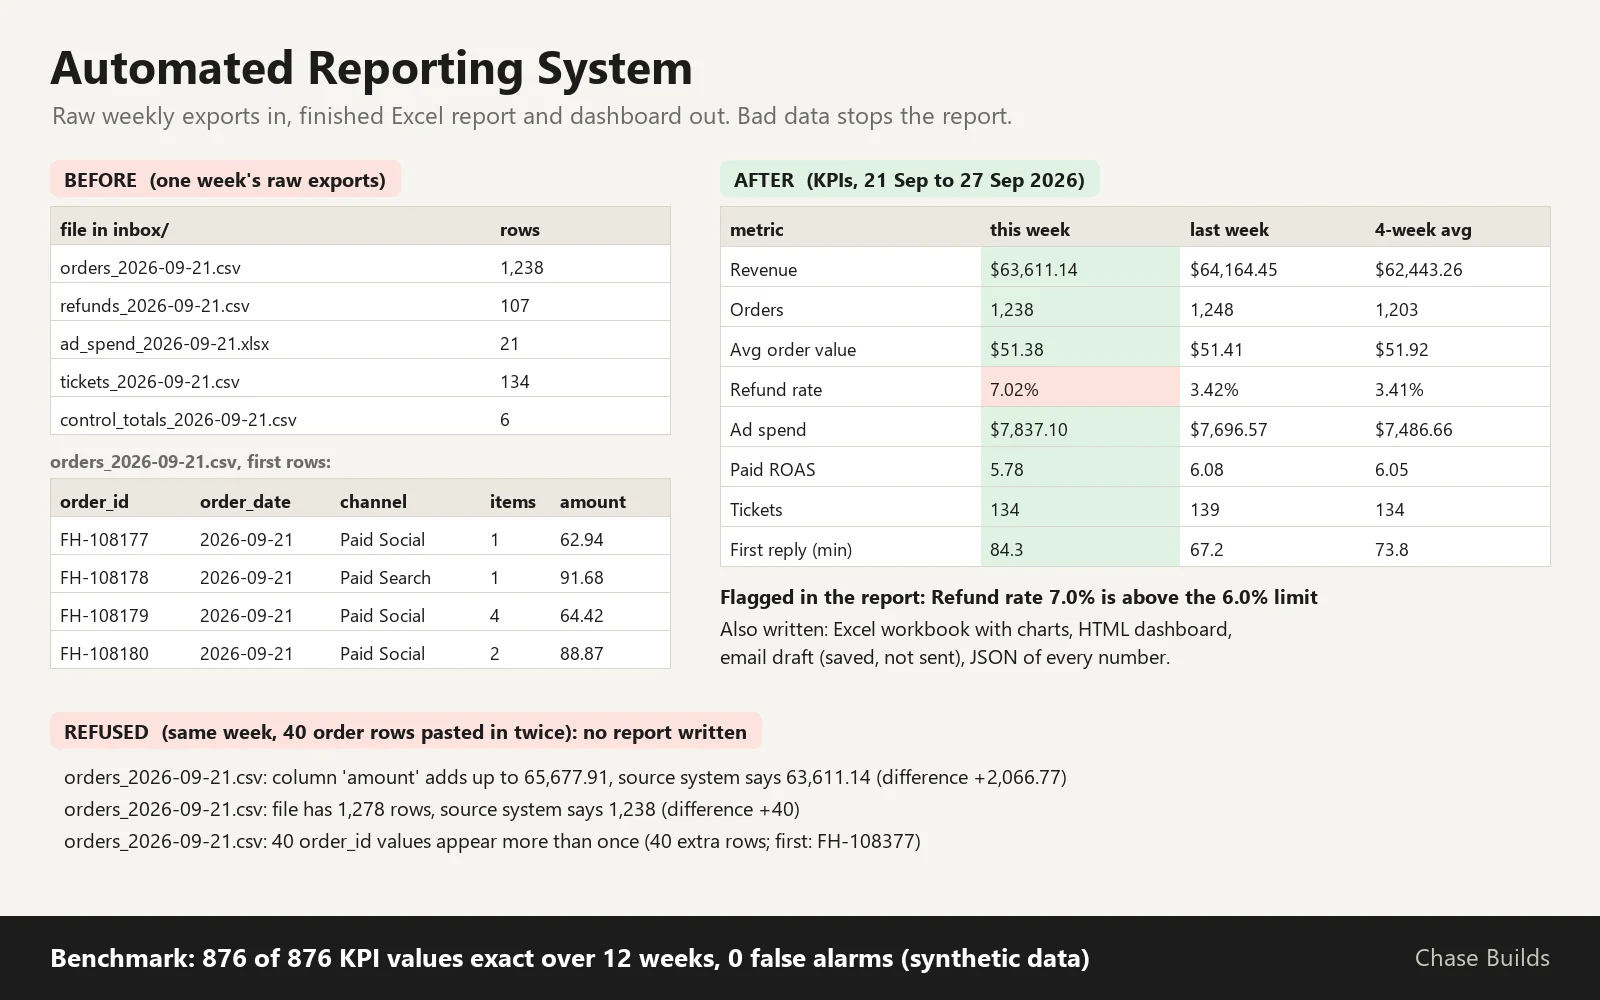 Automated Reporting System
Raw weekly exports in, finished Excel report and dashboard out. Bad data stops the report.
BEFORE (one week's raw exports)
file in inbox/ rows
orders_2026-09-21.csv 1,238
refunds_2026-09-21.csv 107
ad_spend_2026-09-21.xlsx 21
tickets_2026-09-21.csv 134
control_totals_2026-09-21.csv 6
orders_2026-09-21.csv, first rows:
order_id order_date channel items amount
FH-108177 2026-09-21 Paid Social 1 62.94
FH-108178 2026-09-21 Paid Search 1 91.68
FH-108179 2026-09-21 Paid Social 4 64.42
FH-108180 2026-09-21 Paid Social 2 88.87
AFTER (KPIs, 21 Sep to 27 Sep 2026)
metric this week last week 4-week avg
Revenue $63,611.14 $64,164.45 $62,443.26
Orders 1,238 1,248 1,203
Avg order value $51.38 $51.41 $51.92
Refund rate 7.02% 3.42% 3.41%
Ad spend $7,837.10 $7,696.57 $7,486.66
Paid ROAS 5.78 6.08 6.05
Tickets 134 139 134
First reply (min) 84.3 67.2 73.8
Flagged in the report: Refund rate 7.0% is above the 6.0% limit
Also written: Excel workbook with charts, HTML dashboard,
email draft (saved, not sent), JSON of every number.
REFUSED (same week, 40 order rows pasted in twice): no report written
orders_2026-09-21.csv: column 'amount' adds up to 65,677.91, source system says 63,611.14 (difference +2,066.77)
orders_2026-09-21.csv: file has 1,278 rows, source system says 1,238 (difference +40)
orders_2026-09-21.csv: 40 order_id values appear more than once (40 extra rows; first: FH-108377)
Benchmark: 876 of 876 KPI values exact over 12 weeks, 0 false alarms (synthetic data)
Chase Builds